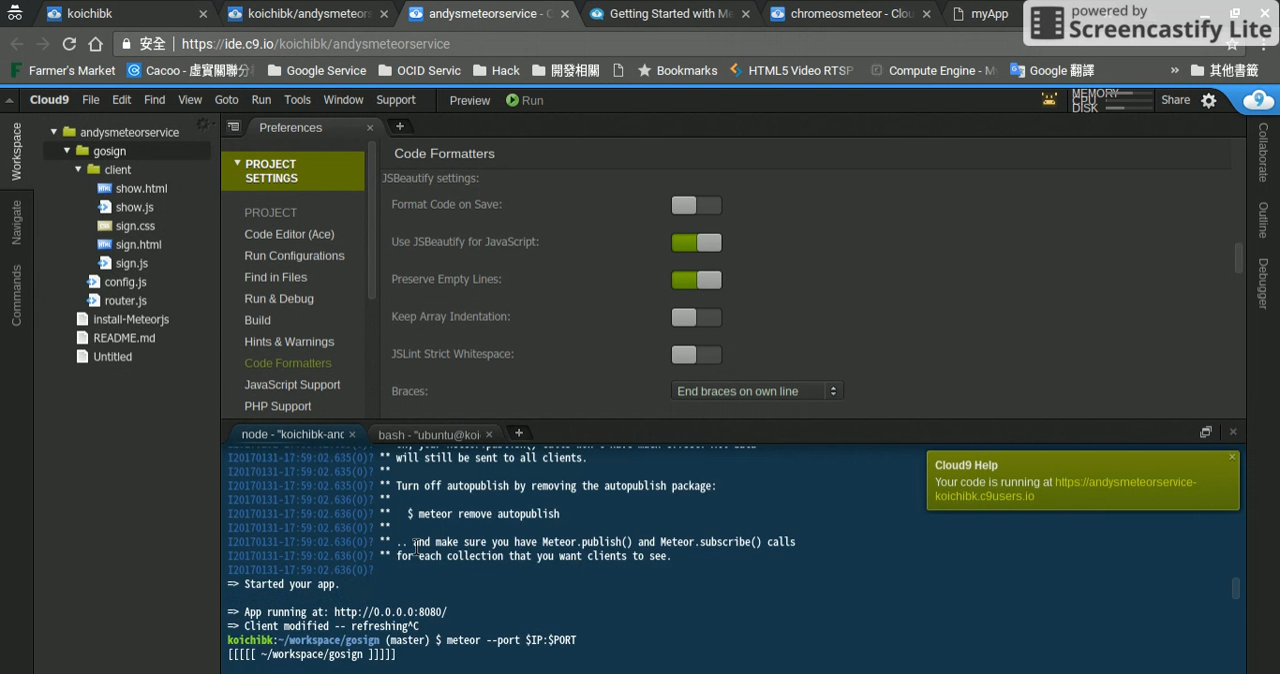 koichibk
koichibk/andysmeteors
andysmeteorservice - C
Getting Started with M
chromeosmeteor - Clou
myApp
powered by
Screencastify Lite
安全
https://ide.c9.io/koichibk/andysmeteorservice
Farmer's Market
Cacoo - 虛實關聯分
Google Service
OCID Servic
Hack
開發相關
Bookmarks
HTML5 Video RTSP
Compute Engine - M
Google 翻譯
»
其他書籤
Cloud9
File
Edit
Find
View
Goto
Run
Tools
Window
Support
Preview
Run
MEMORY
CPU
DISK
Share
Workspace
Navigate
Commands
andysmeteorservice
gosign
client
show.html
show.js
sign.css
sign.html
sign.js
config.js
router.js
install-Meteorjs
README.md
Untitled
Preferences
PROJECT
SETTINGS
PROJECT
Code Editor (Ace)
Run Configurations
Find in Files
Run & Debug
Build
Hints & Warnings
Code Formatters
JavaScript Support
PHP Support
Code Formatters
JSBeautify settings:
Format Code on Save:
Use JSBeautify for JavaScript:
Preserve Empty Lines:
Keep Array Indentation:
JSLint Strict Whitespace:
Braces:
End braces on own line
Collaborate
Outline
Debugger
node - "koichibk-and
bash - "ubuntu@koi
I20170131-17:59:02.635(0)? ** will still be sent to all clients.
I20170131-17:59:02.635(0)? **
I20170131-17:59:02.635(0)? ** Turn off autopublish by removing the autopublish package:
I20170131-17:59:02.636(0)? **
I20170131-17:59:02.636(0)? **   $ meteor remove autopublish
I20170131-17:59:02.636(0)? **
I20170131-17:59:02.636(0)? ** .. and make sure you have Meteor.publish() and Meteor.subscribe() calls
I20170131-17:59:02.636(0)? ** for each collection that you want clients to see.
I20170131-17:59:02.636(0)?
=> Started your app.
=> App running at: http://0.0.0.0:8080/
=> Client modified -- refreshing^C
koichibk:~/workspace/gosign (master) $ meteor --port $IP:$PORT
[[[[[ ~/workspace/gosign ]]]]]
Cloud9 Help
Your code is running at https://andysmeteorservice-
koichibk.c9users.io